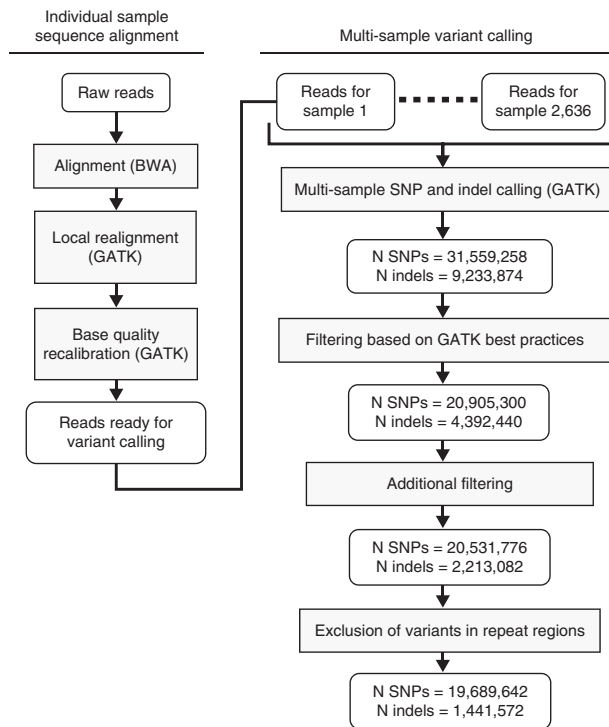 Individual sample
sequence alignment
Raw reads
Alignment (BWA)
Local realignment
(GATK)
Base quality
recalibration (GATK)
Reads ready for
variant calling
Multi-sample variant calling
Reads for
sample 1
Reads for
sample 2,636
Multi-sample SNP and indel calling (GATK)
N SNPs = 31,559,258
N indels = 9,233,874
Filtering based on GATK best practices
N SNPs = 20,905,300
N indels = 4,392,440
Additional filtering
N SNPs = 20,531,776
N indels = 2,213,082
Exclusion of variants in repeat regions
N SNPs = 19,689,642
N indels = 1,441,572